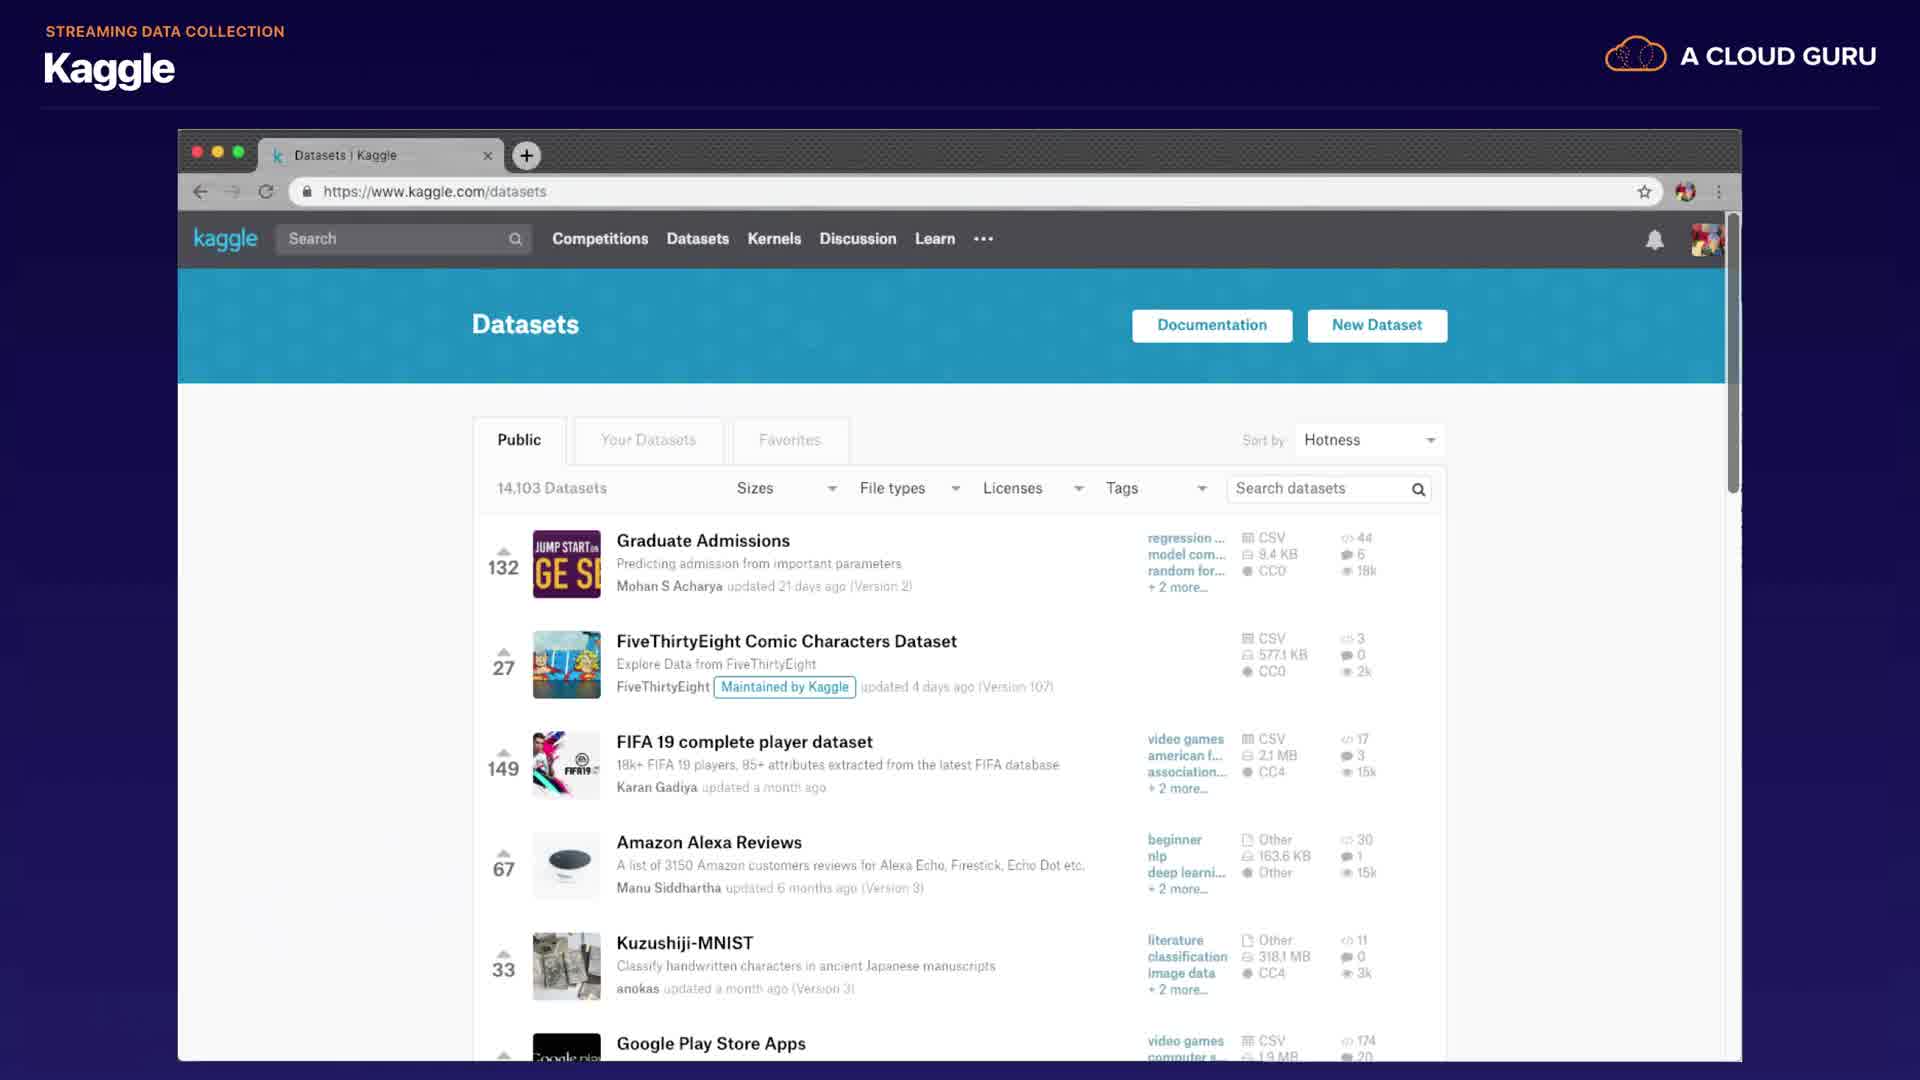 STREAMING DATA COLLECTION
Kaggle
A CLOUD GURU
Datasets | Kaggle
https://www.kaggle.com/datasets
kaggle
Search
Competitions Datasets Kernels Discussion Learn
Datasets
Documentation
New Dataset
Public
Your Datasets
Favorites
Sort by
Hotness
14,103 Datasets
Sizes
File types
Licenses
Tags
Search datasets
132
JUMP START
GE SE
Graduate Admissions
Predicting admission from important parameters
Mohan S Acharya updated 21 days ago (Version 2)
regression ...
model com...
random for...
+ 2 more...
CSV
9.4 KB
CC0
44
6
18k
27
FiveThirtyEight Comic Characters Dataset
Explore Data from FiveThirtyEight
FiveThirtyEight Maintained by Kaggle updated 4 days ago (Version 107)
CSV
577.1 KB
CC0
3
0
2k
149
FIFA19
FIFA 19 complete player dataset
18k+ FIFA 19 players, 85+ attributes extracted from the latest FIFA database
Karan Gadiya updated a month ago
video games
american f...
association...
+ 2 more...
CSV
2.1 MB
CC4
17
3
15k
67
Amazon Alexa Reviews
A list of 3150 Amazon customers reviews for Alexa Echo, Firestick, Echo Dot etc.
Manu Siddhartha updated 6 months ago (Version 3)
beginner
nlp
deep learni...
+ 2 more...
Other
163.6 KB
Other
30
1
15k
33
Kuzushiji-MNIST
Classify handwritten characters in ancient Japanese manuscripts
anokas updated a month ago (Version 3)
literature
classification
image data
+ 2 more...
Other
318.1 MB
CC4
11
0
3k
Google play
Google Play Store Apps
video games
computer s...
CSV
1.9 MB
174
20